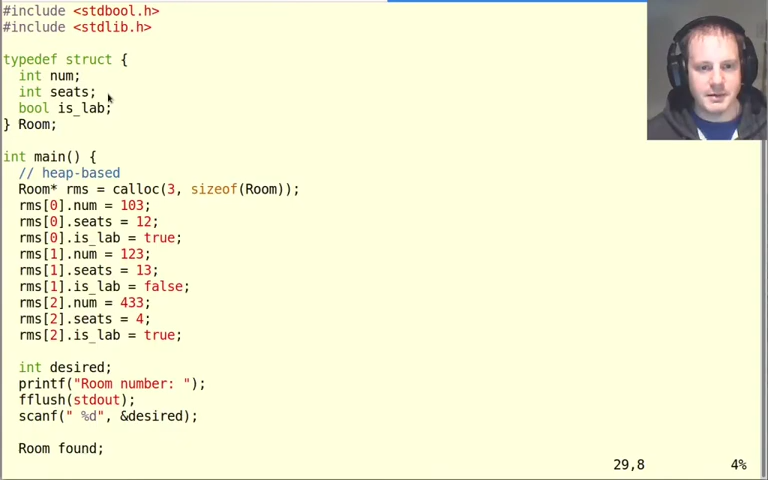 #include <stdbool.h>
#include <stdlib.h>
typedef struct {
int num;
int seats;
bool is_lab;
} Room;
int main() {
// heap-based
Room* rms = calloc(3, sizeof(Room));
rms[0].num = 103;
rms[0].seats = 12;
rms[0].is_lab = true;
rms[1].num = 123;
rms[1].seats = 13;
rms[1].is_lab = false;
rms[2].num = 433;
rms[2].seats = 4;
rms[2].is_lab = true;
int desired;
printf("Room number: ");
fflush(stdout);
scanf(" %d", &desired);
Room found;
29,8 4%